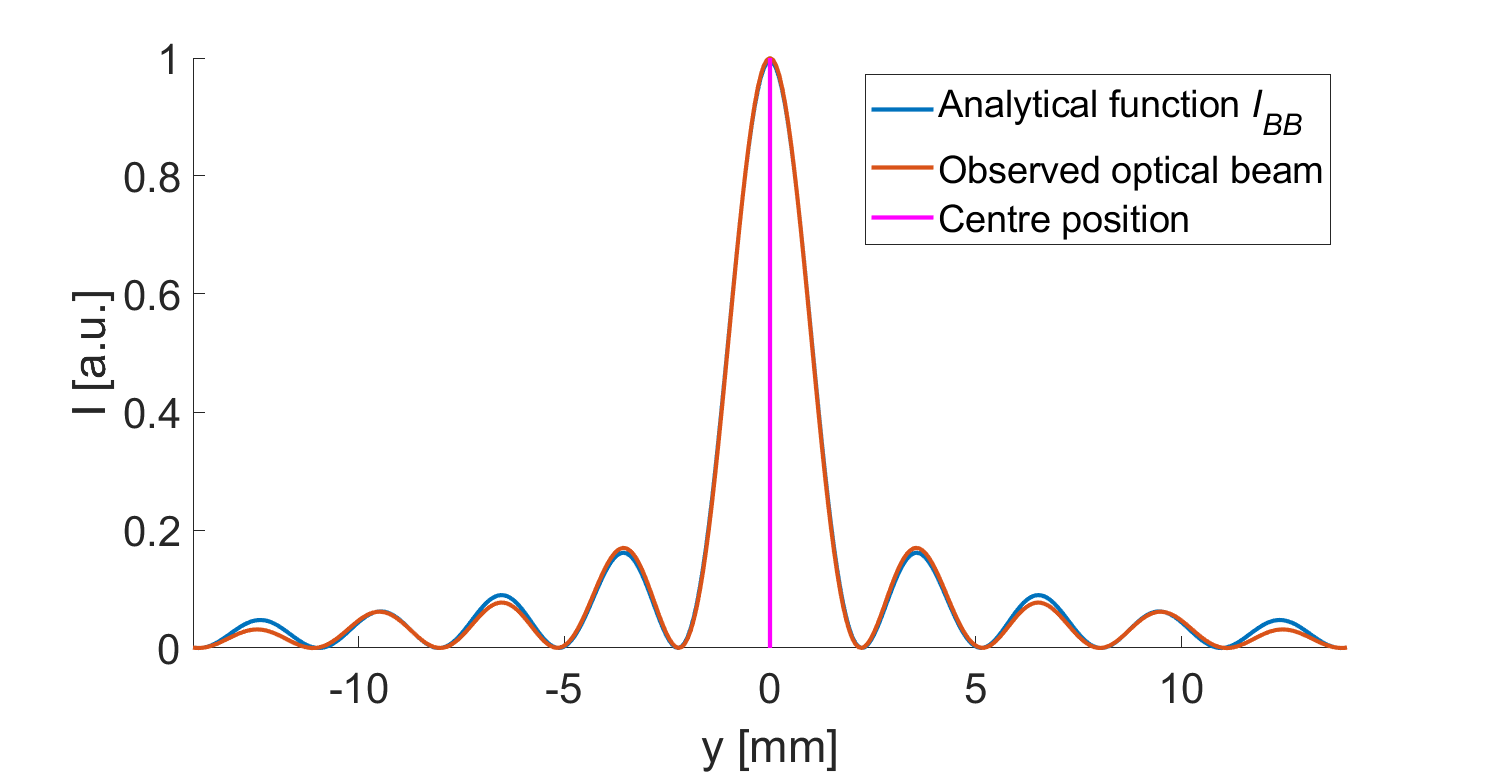 1
0.8
0.6
0.4
0.2
0
I [a.u.]
Analytical function I_BB
Observed optical beam
Centre position
-10
-5
0
5
10
y [mm]